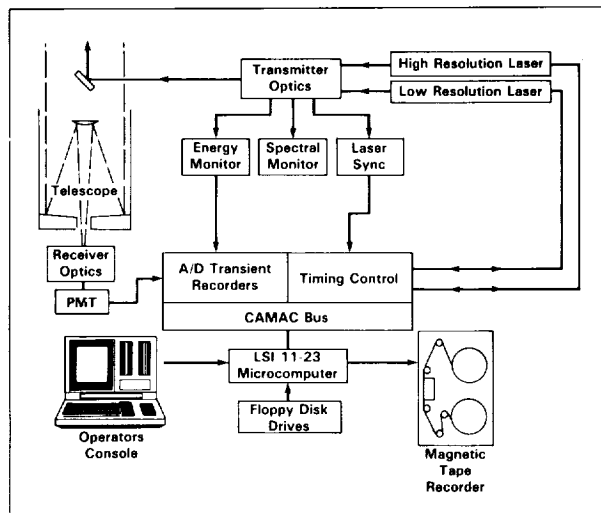 High Resolution Laser
Transmitter
Optics
Low Resolution Laser
Energy
Monitor
Spectral
Monitor
Laser
Sync
Telescope
Receiver
Optics
A/D Transient
Recorders
Timing Control
PMT
CAMAC Bus
LSI 11-23
Microcomputer
Floppy Disk
Drives
Operators
Console
Magnetic
Tape
Recorder